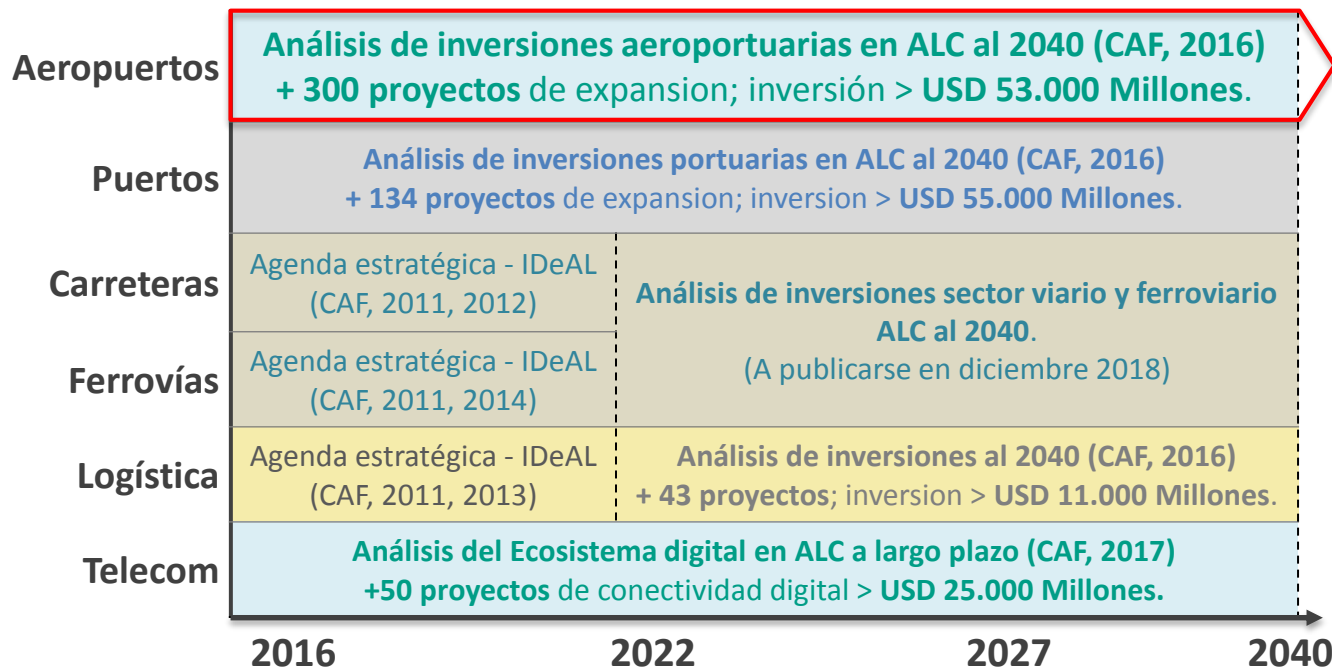 Aeropuertos
Análisis de inversiones aeroportuarias en ALC al 2040 (CAF, 2016)
+ 300 proyectos de expansion; inversión > USD 53.000 Millones.
Puertos
Análisis de inversiones portuarias en ALC al 2040 (CAF, 2016)
+ 134 proyectos de expansion; inversion > USD 55.000 Millones.
Carreteras
Agenda estratégica - IDeAL
(CAF, 2011, 2012)
Ferrovías
Agenda estratégica - IDeAL
(CAF, 2011, 2014)
Análisis de inversiones sector viario y ferroviario
ALC al 2040.
(A publicarse en diciembre 2018)
Logística
Agenda estratégica - IDeAL
(CAF, 2011, 2013)
Análisis de inversiones al 2040 (CAF, 2016)
+ 43 proyectos; inversion > USD 11.000 Millones.
Telecom
Análisis del Ecosistema digital en ALC a largo plazo (CAF, 2017)
+50 proyectos de conectividad digital > USD 25.000 Millones.
2016 2022 2027 2040